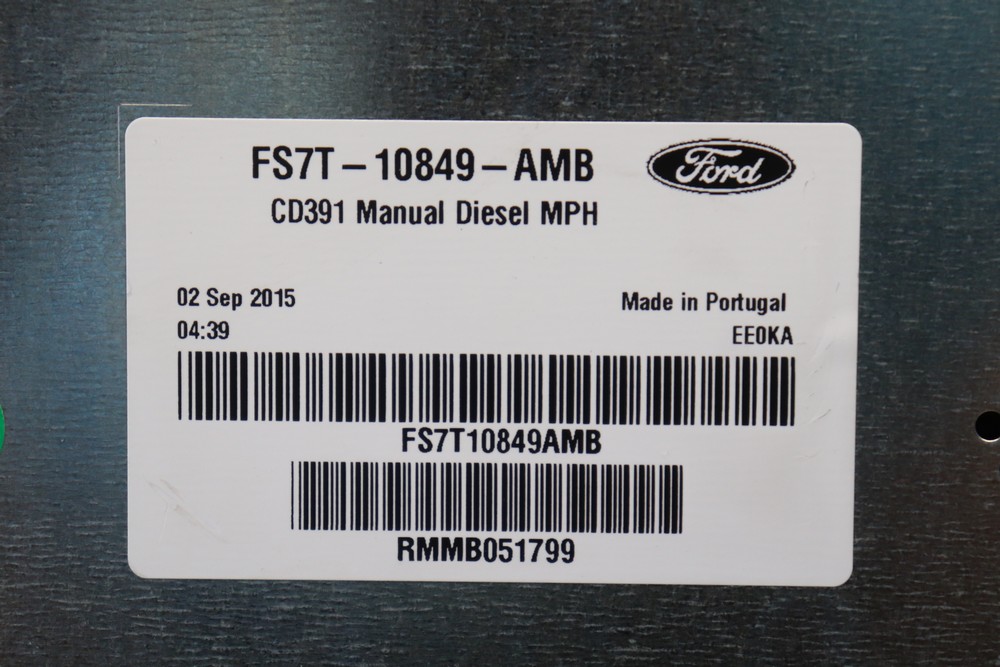 FS7T-10849-AMB
Ford
CD391 Manual Diesel MPH
02 Sep 2015
Made in Portugal
04:39
EE0KA
FS7T10849AMB
RMMB051799